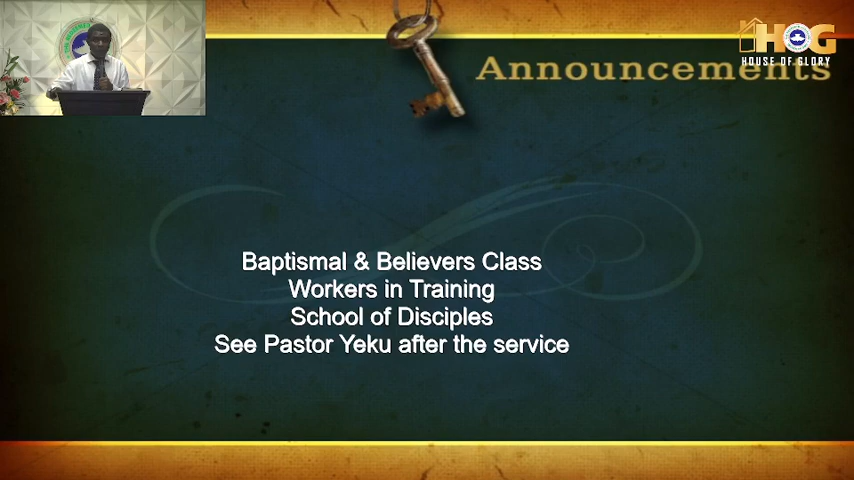 Announcements
HOG
HOUSE OF GLORY
Baptismal & Believers Class
Workers in Training
School of Disciples
See Pastor Yeku after the service